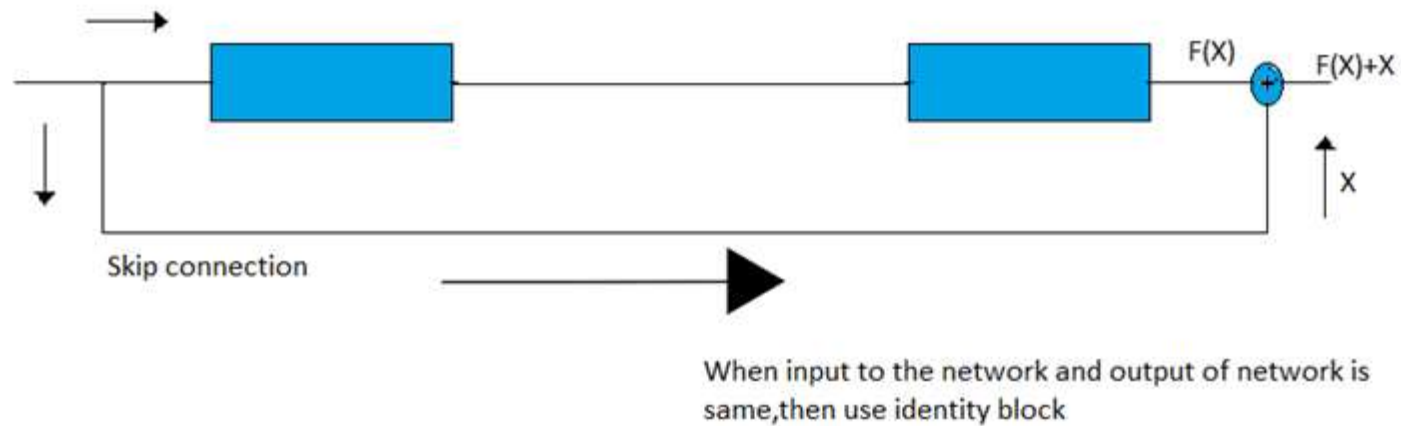 F(X)
+
F(X)+X
X
Skip connection
When input to the network and output of network is
same,then use identity block